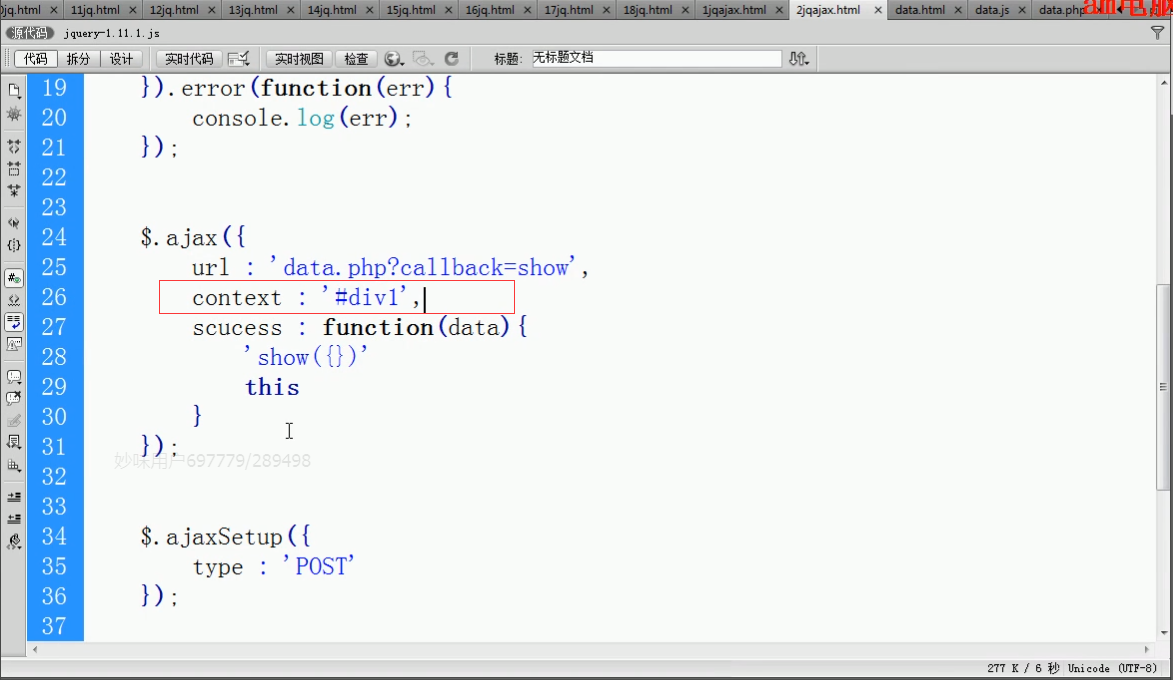 jq.html × 11jq.html × 12jq.html × 13jq.html × 14jq.html × 15jq.html × 16jq.html × 17jq.html × 18jq.html × 1jqajax.html × 2jqajax.html × data.html × data.js × data.php
源代码 jquery-1.11.1.js
代码 拆分 设计 实时代码 实时视图 检查 标题: 无标题文档
19 }).error(function(err){
20 console.log(err);
21 });
22
23
24 $.ajax({
25 url : 'data.php?callback=show',
26 context : '#div1',
27 scucess : function(data){
28 'show({})'
29 this
30 }
31 });
妙味用户697779/289498
32
33
34 $.ajaxSetup({
35 type : 'POST'
36 });
37
277 K / 6 秒 Unicode (UTF-8)